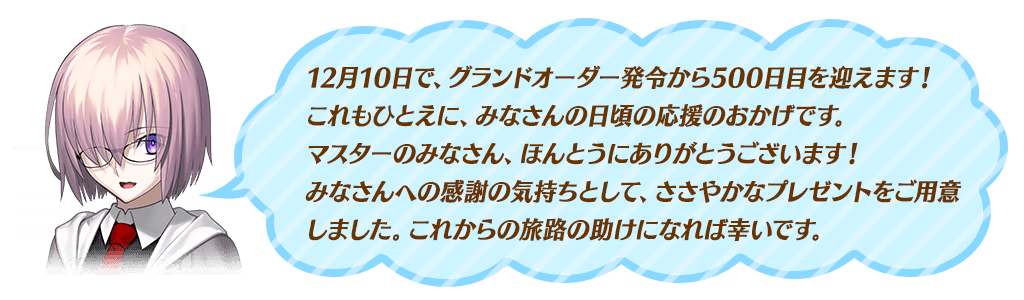 12月10日で、グランドオーダー発令から500日目を迎えます！
これもひとえに、みなさんの日頃の応援のおかげです。
マスターのみなさん、ほんとうにありがとうございます！
みなさんへの感謝の気持ちとして、ささやかなプレゼントをご用意
しました。これからの旅路の助けになれば幸いです。